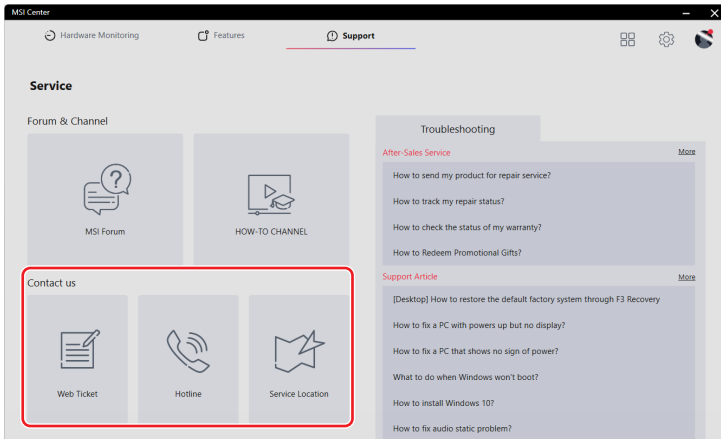 MSI Center
Hardware Monitoring
Features
Support
Service
Forum & Channel
MSI Forum
HOW-TO CHANNEL
Contact us
Web Ticket
Hotline
Service Location
Troubleshooting
After-Sales Service
More
How to send my product for repair service?
How to track my repair status?
How to check the status of my warranty?
How to Redeem Promotional Gifts?
Support Article
More
[Desktop] How to restore the default factory system through F3 Recovery
How to fix a PC with powers up but no display?
How to fix a PC that shows no sign of power?
What to do when Windows won't boot?
How to install Windows 10?
How to fix audio static problem?